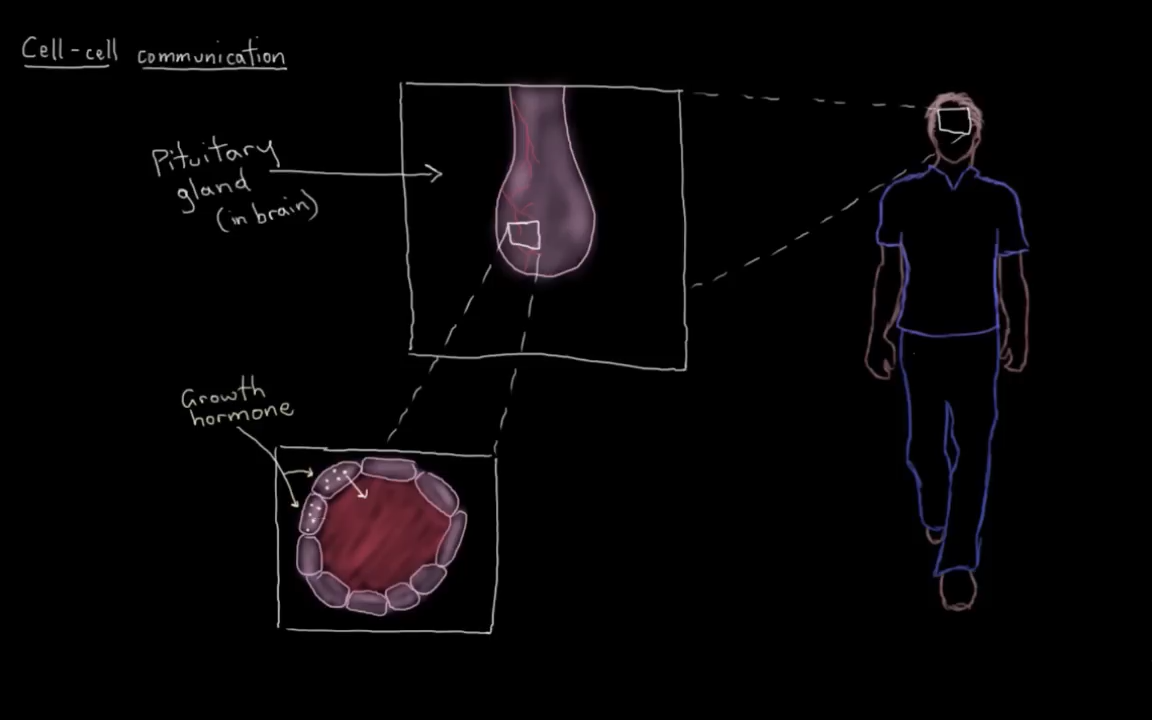 Cell-cell communication
Pituitary
gland
(in brain)
Growth
hormone